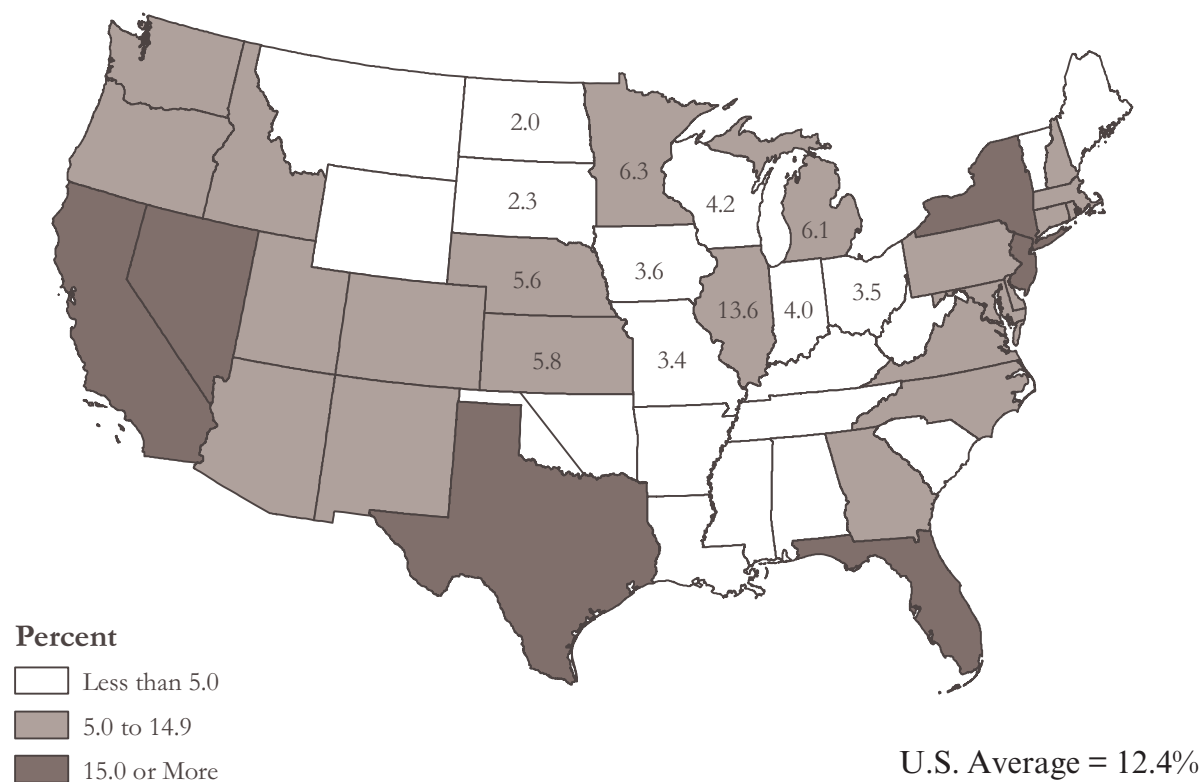 2.0
6.3
2.3
4.2
6.1
3.6
5.6
13.6
4.0
3.5
5.8
3.4
Percent
Less than 5.0
5.0 to 14.9
15.0 or More
U.S. Average = 12.4%